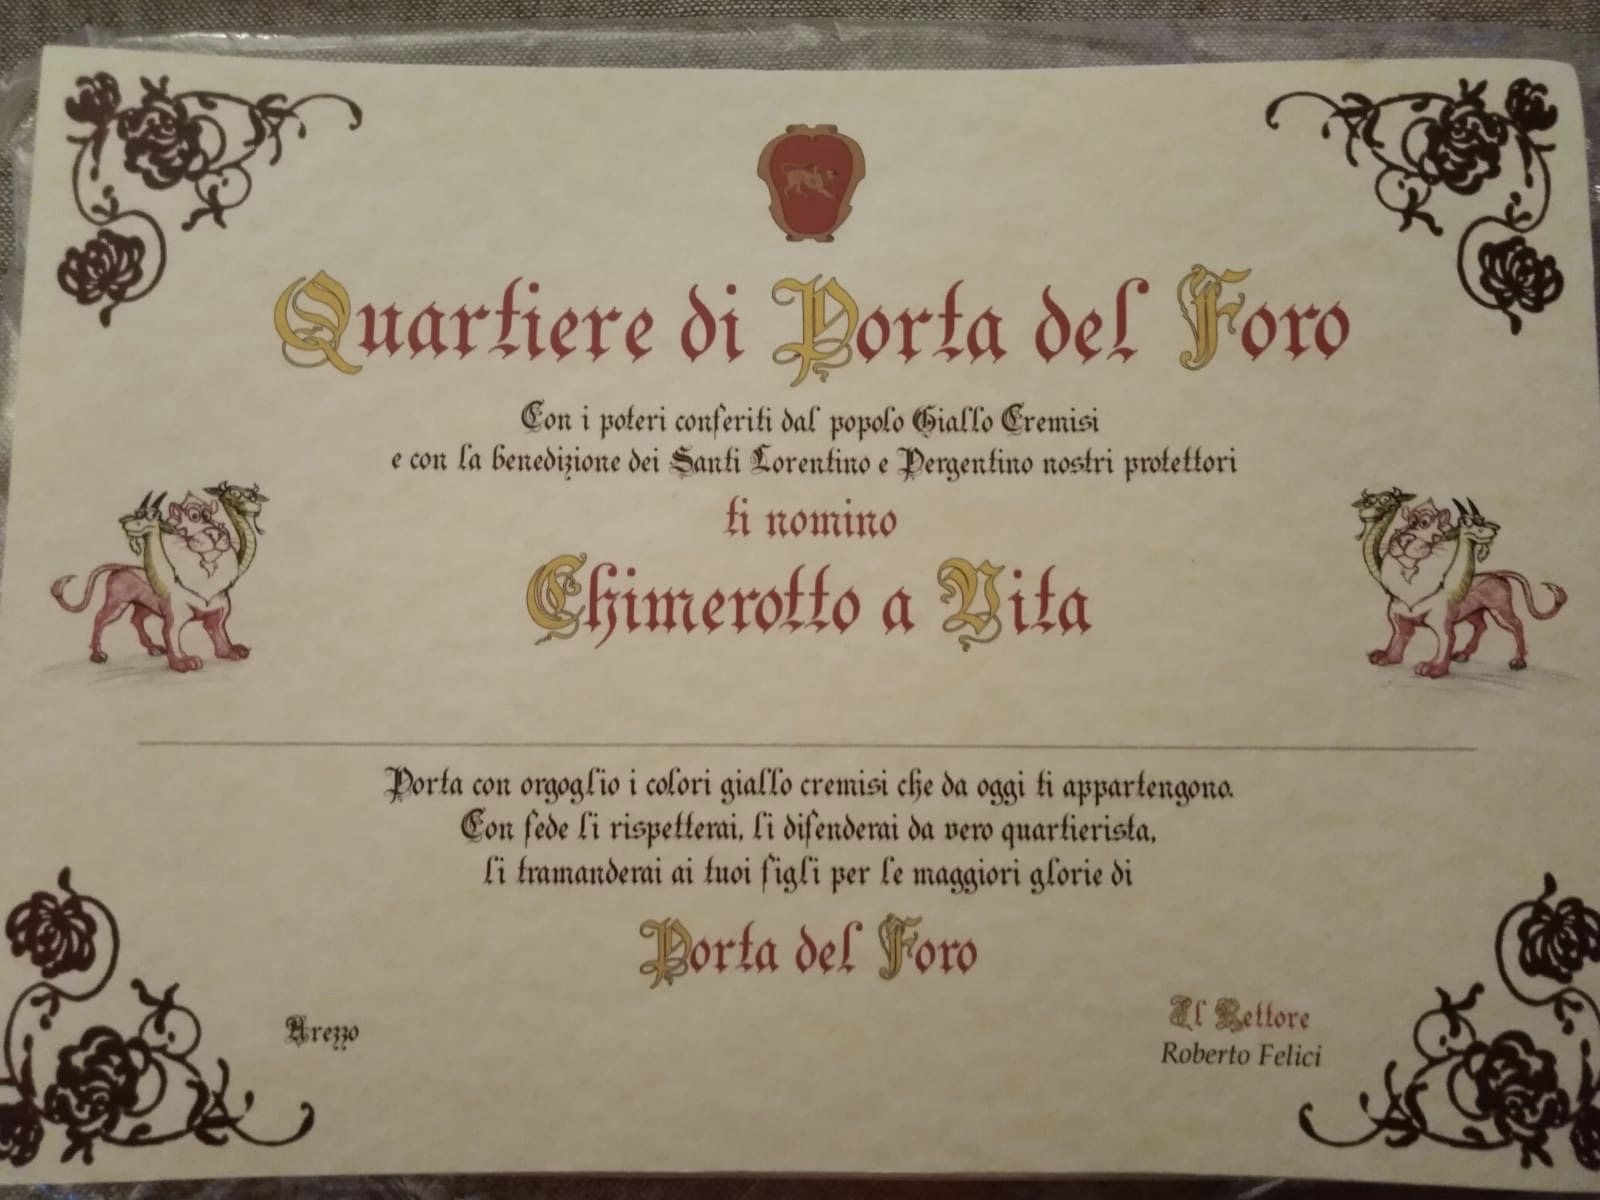 Quartiere di Porta del Foro
Con i poteri conferiti dal popolo Giallo Cremisi
e con la benedizione dei Santi Lorentino e Pergentino nostri protettori
ti nomino
Chimerotto a Vita
Porta con orgoglio i colori giallo cremisi che da oggi ti appartengono.
Con fede li rispetterai, li difenderai da vero quartierista,
li tramanderai ai tuoi figli per le maggiori glorie di
Porta del Foro
Arezzo
Il Rettore
Roberto Felici